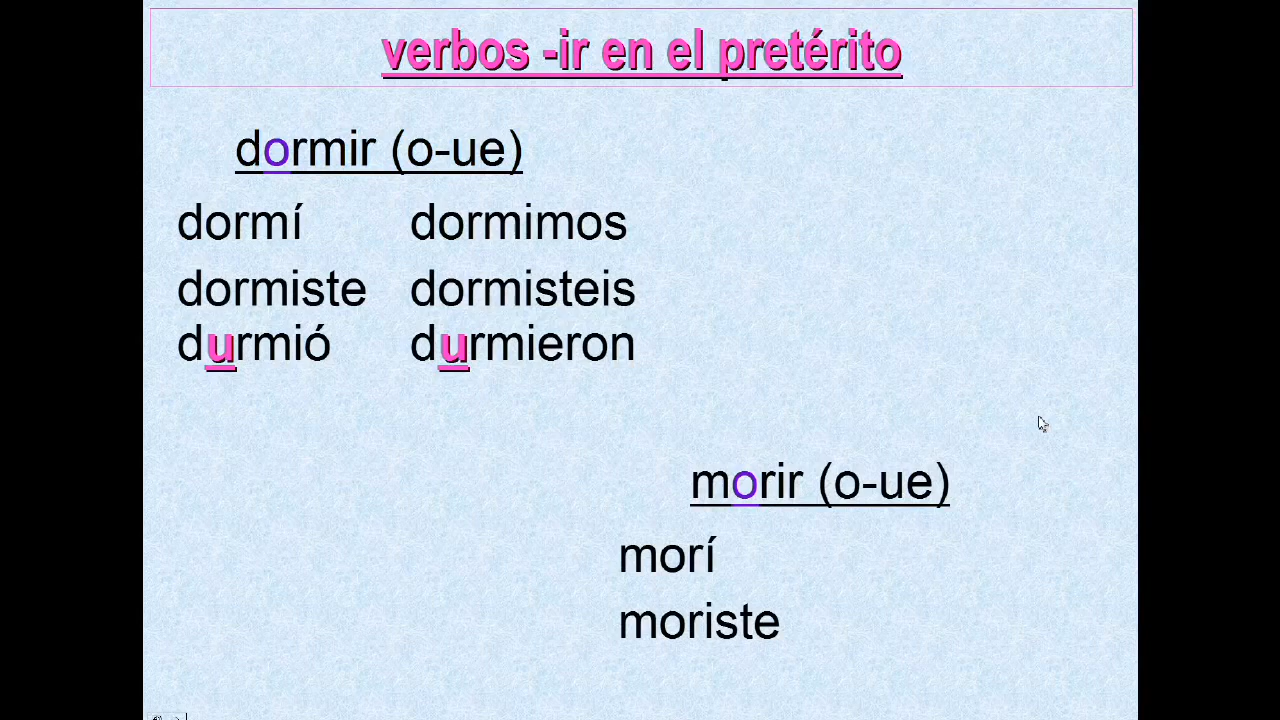 verbos -ir en el pretérito
dormir (o-ue)
dormí dormimos
dormiste dormisteis
durmió durmieron
morir (o-ue)
morí
moriste